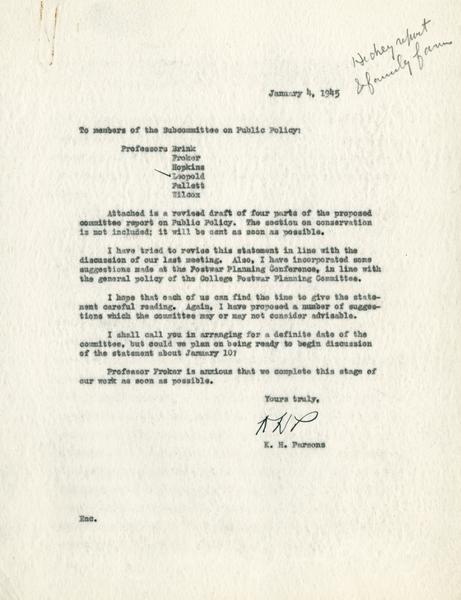 Hickey report
& family farm
January 4, 1945
To members of the Subcommittee on Public Policy:
Professors Brink
Froker
Hopkins
Leopold
Fallett
Wilcox
Attached is a revised draft of four parts of the proposed
committee report on Public Policy. The section on conservation
is not included; it will be sent as soon as possible.
I have tried to revise this statement in line with the
discussion of our last meeting. Also, I have incorporated some
suggestions made at the Postwar Planning Conference, in line with
the general policy of the College Postwar Planning Committee.
I hope that each of us can find the time to give the state-
ment careful reading. Again, I have proposed a number of sugges-
tions which the committee may or may not consider advisable.
I shall call you in arranging for a definite date of the
committee, but could we plan on being ready to begin discussion
of the statement about January 10?
Professor Froker is anxious that we complete this stage of
our work as soon as possible.
Yours truly,
KHP
K. H. Parsons
Enc.